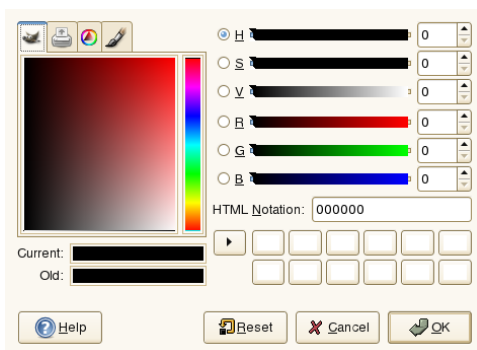 H 0
S 0
V 0
R 0
G 0
B 0
HTML Notation: 000000
Current:
Old:
Help Reset Cancel OK